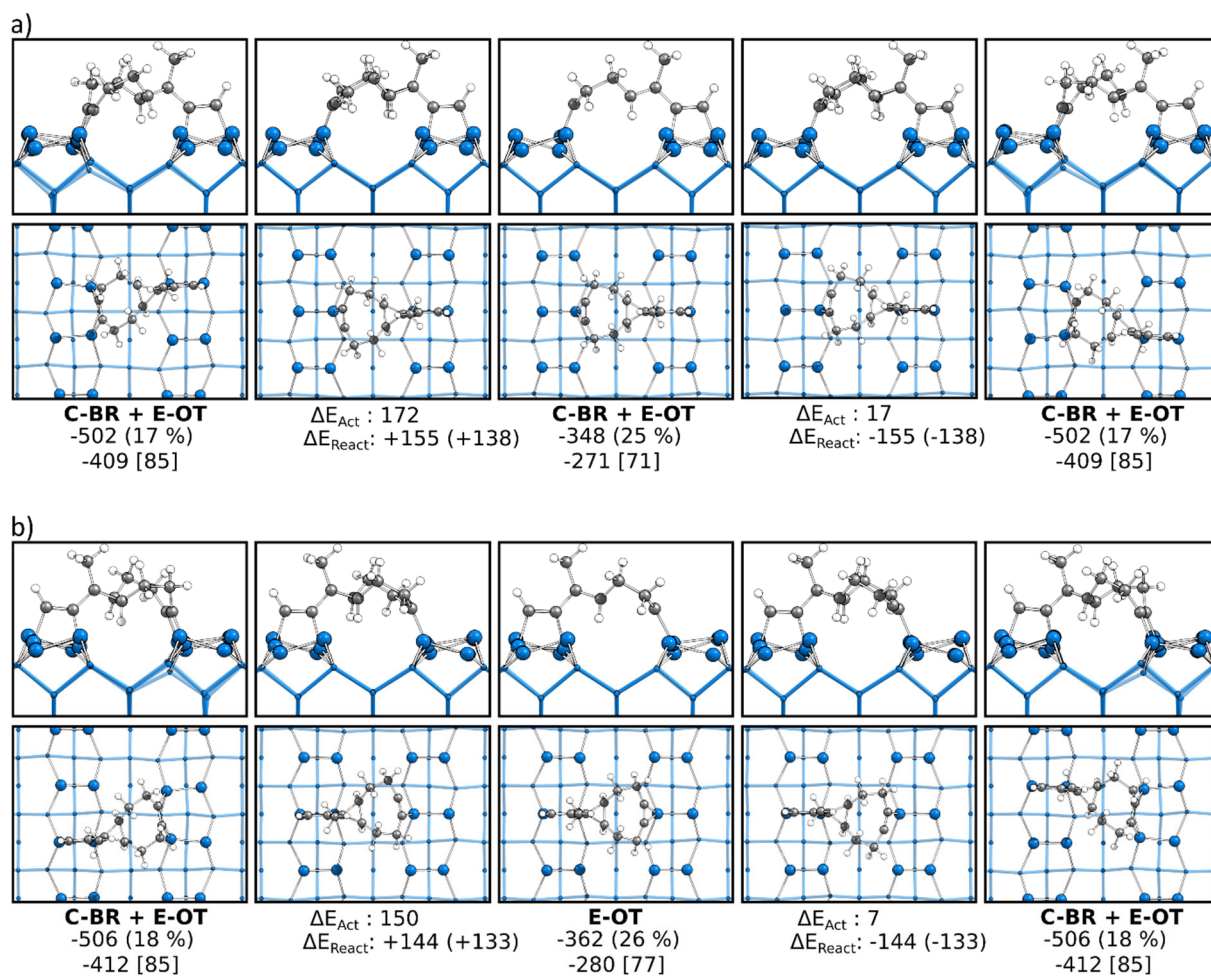 a)
C-BR + E-OT
-502 (17 %)
-409 [85]
ΔE_Act : 172
ΔE_React: +155 (+138)
C-BR + E-OT
-348 (25 %)
-271 [71]
ΔE_Act : 17
ΔE_React: -155 (-138)
C-BR + E-OT
-502 (17 %)
-409 [85]
b)
C-BR + E-OT
-506 (18 %)
-412 [85]
ΔE_Act : 150
ΔE_React: +144 (+133)
E-OT
-362 (26 %)
-280 [77]
ΔE_Act : 7
ΔE_React: -144 (-133)
C-BR + E-OT
-506 (18 %)
-412 [85]